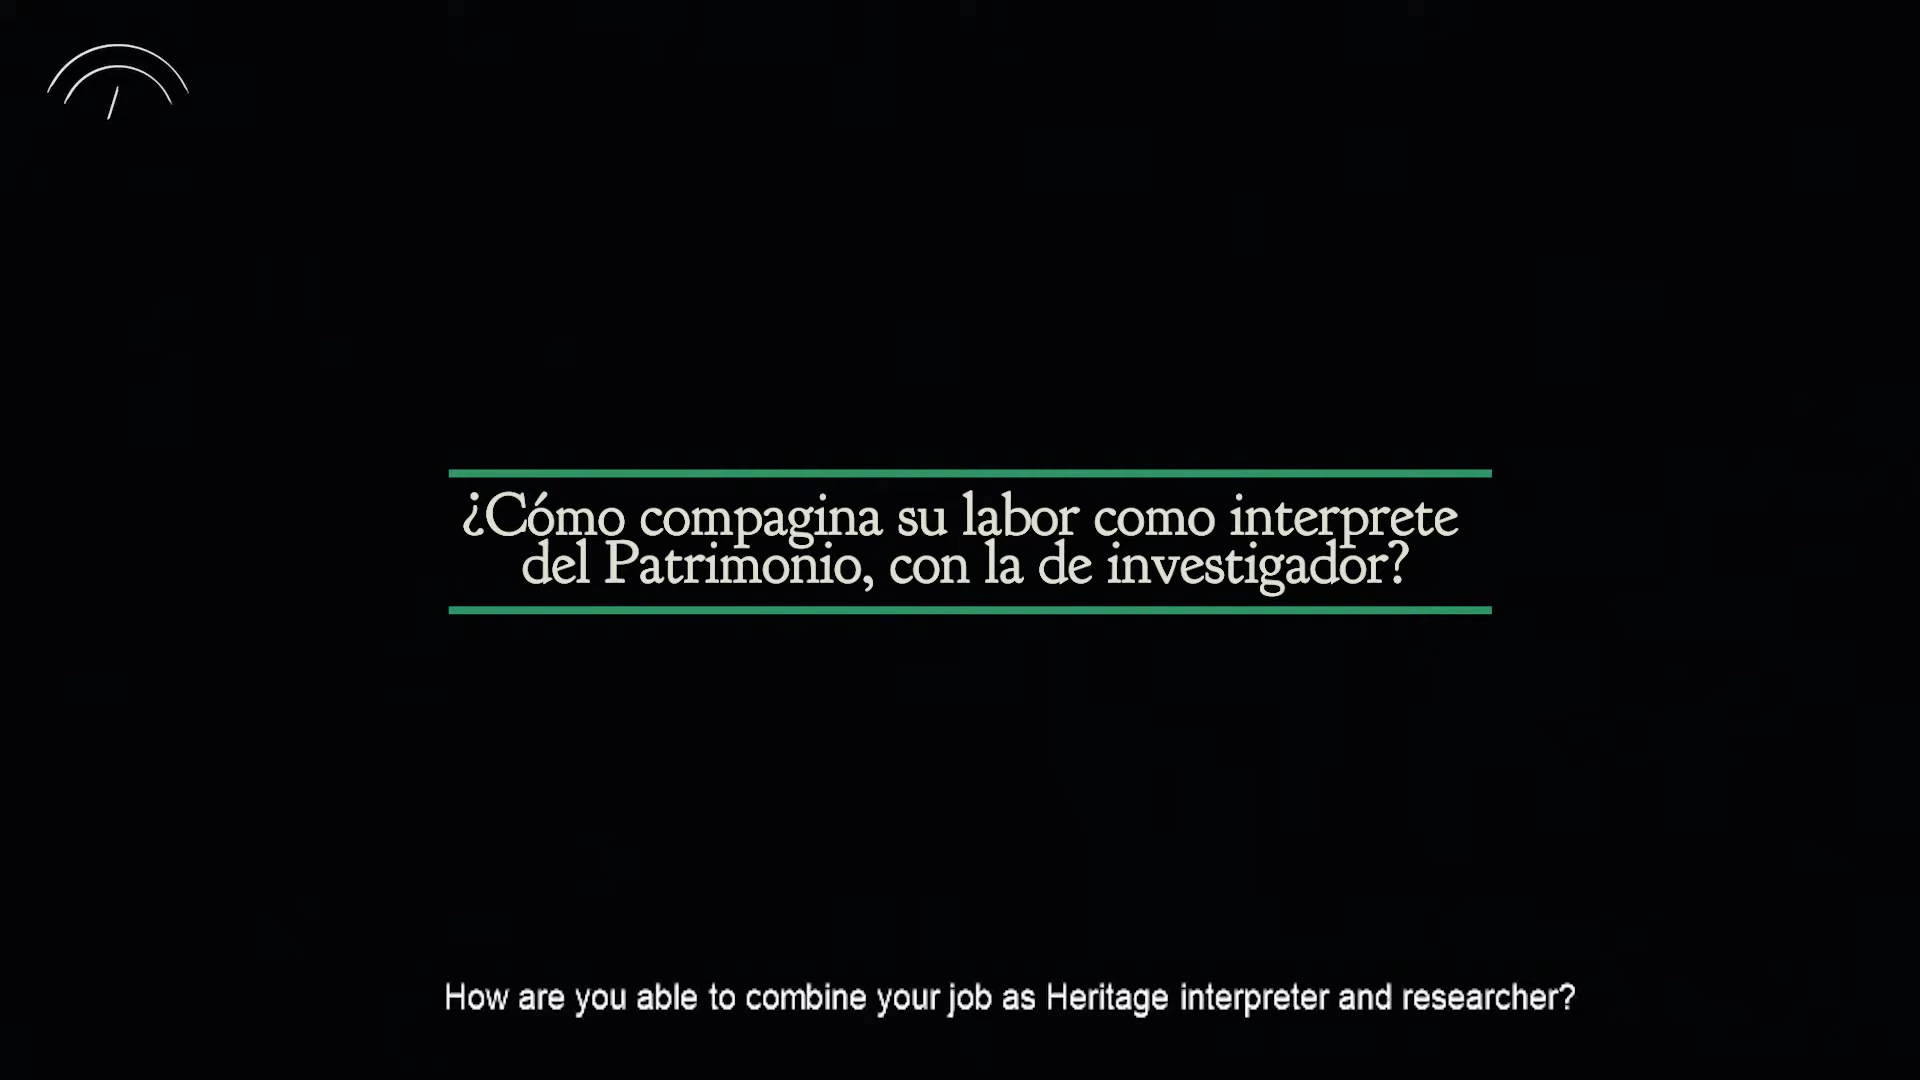 ¿Cómo compagina su labor como interprete
del Patrimonio, con la de investigador?
How are you able to combine your job as Heritage interpreter and researcher?